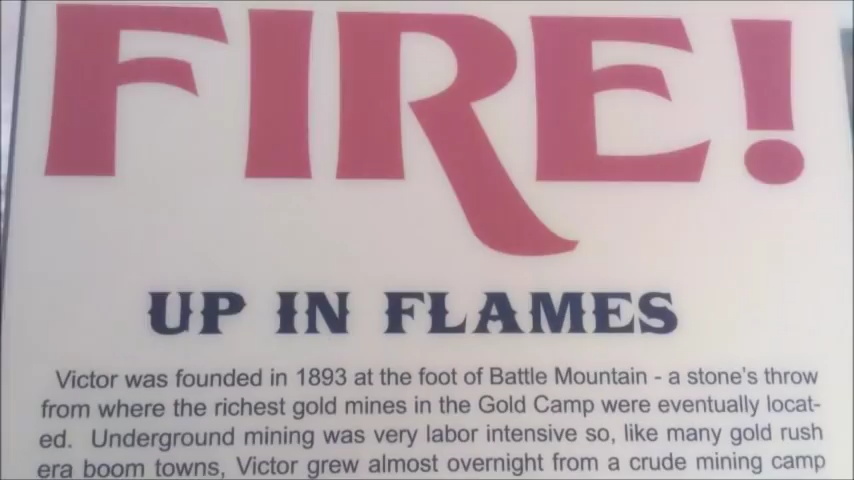 FIRE!
UP IN FLAMES
Victor was founded in 1893 at the foot of Battle Mountain - a stone's throw
from where the richest gold mines in the Gold Camp were eventually locat-
ed. Underground mining was very labor intensive so, like many gold rush
era boom towns, Victor grew almost overnight from a crude mining camp